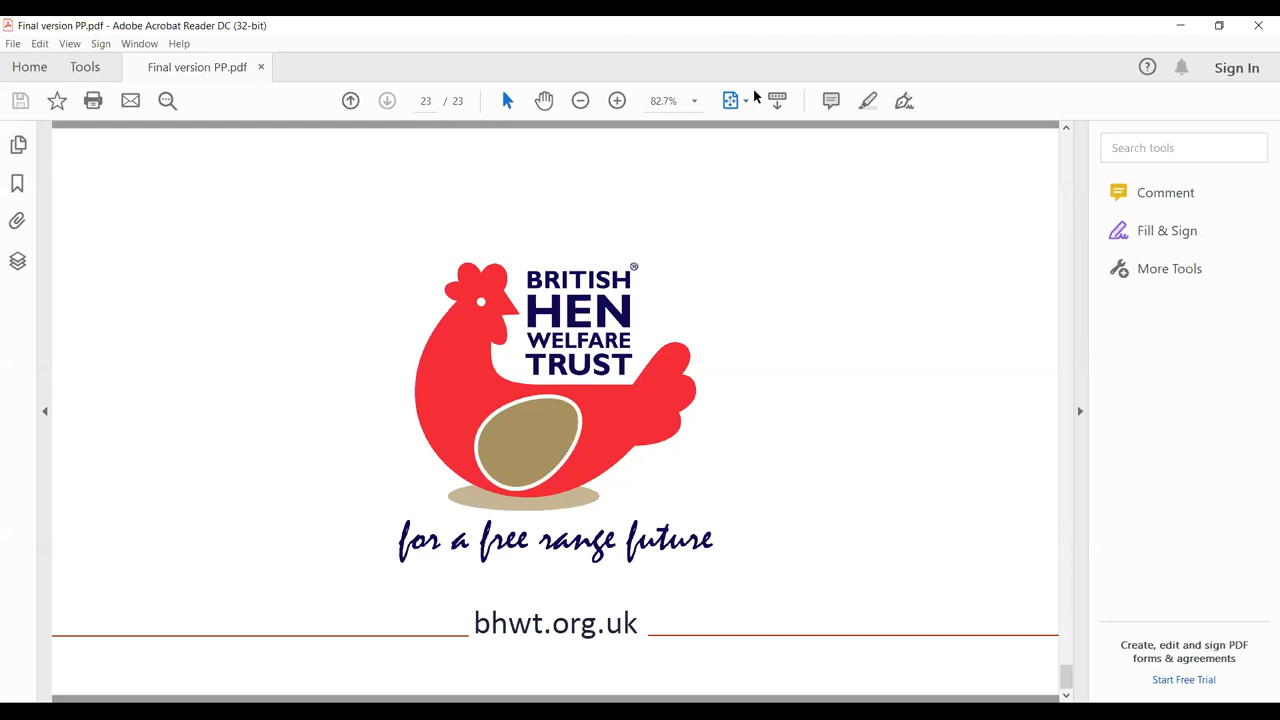 Final version PP.pdf - Adobe Acrobat Reader DC (32-bit)
File Edit View Sign Window Help
Home Tools Final version PP.pdf × Sign In
23 / 23 82.7%
Search tools
Comment
Fill & Sign
More Tools
BRITISH®
HEN
WELFARE
TRUST
for a free range future
bhwt.org.uk
Create, edit and sign PDF
forms & agreements
Start Free Trial